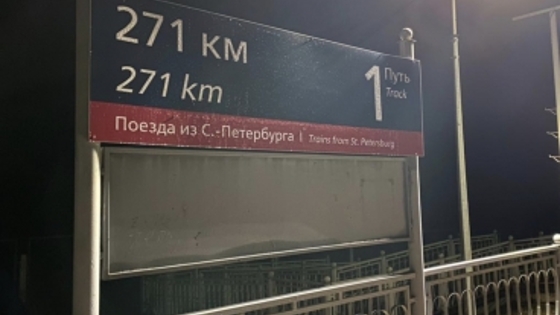 271 км
271 km
1 Путь
Track
Поезда из С.-Петербурга | Trains from St. Petersburg